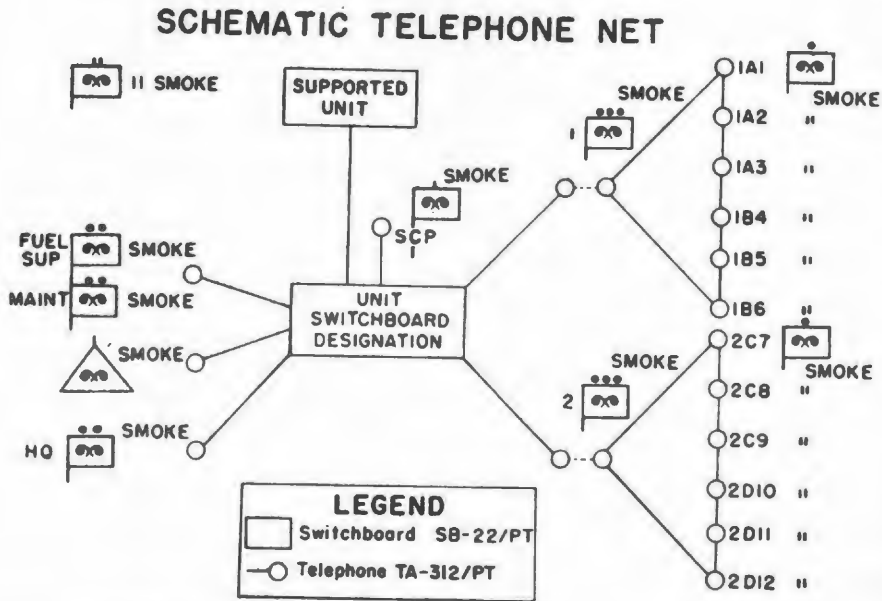 SCHEMATIC TELEPHONE NET
11 SMOKE
SUPPORTED
UNIT
SMOKE
SCP
FUEL
SUP
SMOKE
MAINT
SMOKE
SMOKE
HQ
SMOKE
UNIT
SWITCHBOARD
DESIGNATION
SMOKE
1
SMOKE
2
1A1
SMOKE
1A2 "
1A3 "
1B4 "
1B5 "
1B6 "
2C7
SMOKE
2C8 "
2C9 "
2D10 "
2D11 "
2D12 "
LEGEND
Switchboard SB-22/PT
Telephone TA-312/PT